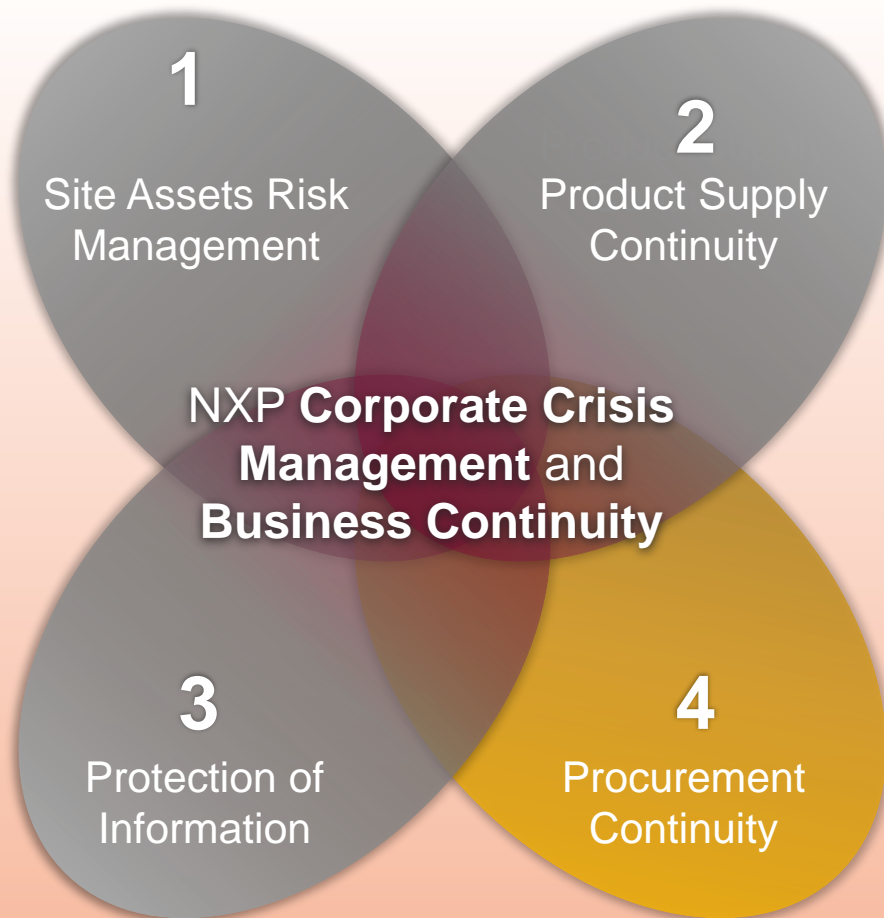 1
Site Assets Risk
Management
2
Product Supply
Continuity
NXP Corporate Crisis
Management and
Business Continuity
3
Protection of
Information
4
Procurement
Continuity